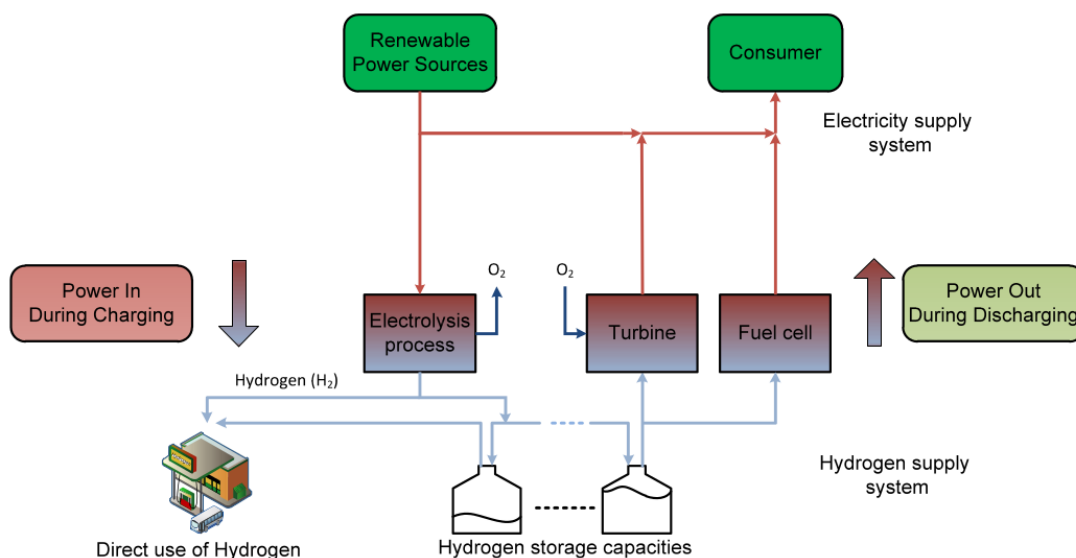 Renewable
Power Sources
Consumer
Electricity supply
system
Power In
During Charging
O₂
O₂
Power Out
During Discharging
Electrolysis
process
Turbine
Fuel cell
Hydrogen (H₂)
Hydrogen supply
system
Direct use of Hydrogen
Hydrogen storage capacities